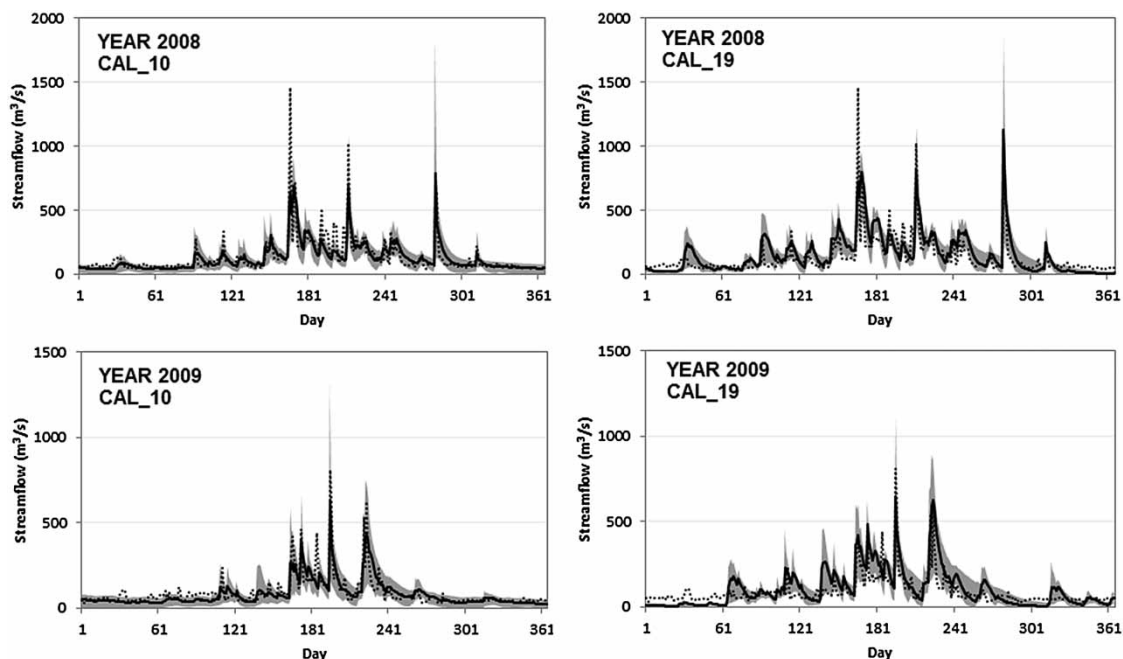 2000
1500
1000
500
0
Streamflow (m³/s)
YEAR 2008
CAL_10
1 61 121 181 241 301 361
Day
2000
1500
1000
500
0
Streamflow (m³/s)
YEAR 2008
CAL_19
1 61 121 181 241 301 361
Day
1500
1000
500
0
Streamflow (m³/s)
YEAR 2009
CAL_10
1 61 121 181 241 301 361
Day
1500
1000
500
0
Streamflow (m³/s)
YEAR 2009
CAL_19
1 61 121 181 241 301 361
Day